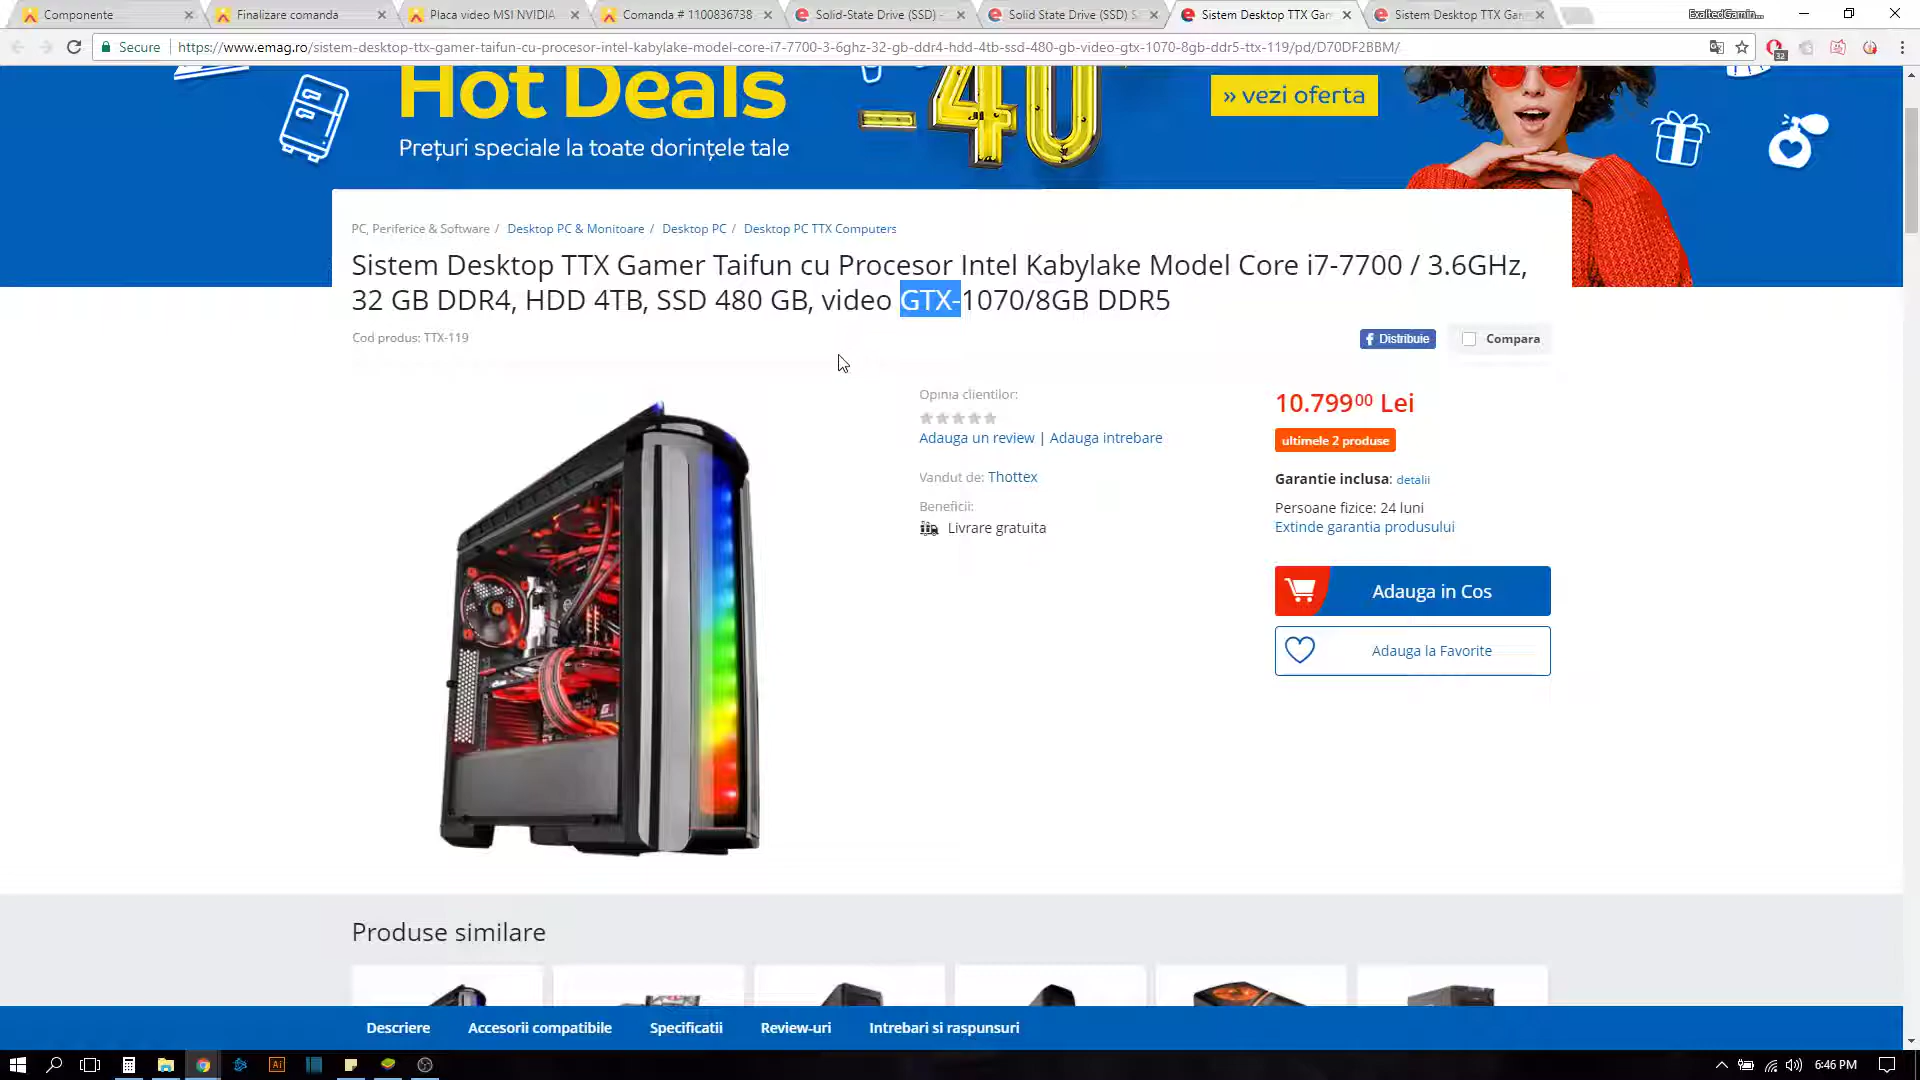 Componente
Finalizare comanda
Placa video MSI NVIDIA
Comanda # 1100836738
Solid-State Drive (SSD) -
Solid State Drive (SSD) S
Sistem Desktop TTX Gam
Sistem Desktop TTX Gam
ExaltedGamin...
Secure
https://www.emag.ro/sistem-desktop-ttx-gamer-taifun-cu-procesor-intel-kabylake-model-core-i7-7700-3-6ghz-32-gb-ddr4-hdd-4tb-ssd-480-gb-video-gtx-1070-8gb-ddr5-ttx-119/pd/D70DF2BBM/
32
Hot Deals
-40
» vezi oferta
Prețuri speciale la toate dorințele tale
PC, Periferice & Software / Desktop PC & Monitoare / Desktop PC / Desktop PC TTX Computers
Sistem Desktop TTX Gamer Taifun cu Procesor Intel Kabylake Model Core i7-7700 / 3.6GHz,
32 GB DDR4, HDD 4TB, SSD 480 GB, video GTX-1070/8GB DDR5
Cod produs: TTX-119
f Distribuie
Compara
Opinia clientilor:
Adauga un review | Adauga intrebare
Vandut de: Thottex
Beneficii:
Livrare gratuita
10.799⁰⁰ Lei
ultimele 2 produse
Garantie inclusa: detalii
Persoane fizice: 24 luni
Extinde garantia produsului
Adauga in Cos
Adauga la Favorite
Produse similare
Descriere
Accesorii compatibile
Specificatii
Review-uri
Intrebari si raspunsuri
Ai
6:46 PM